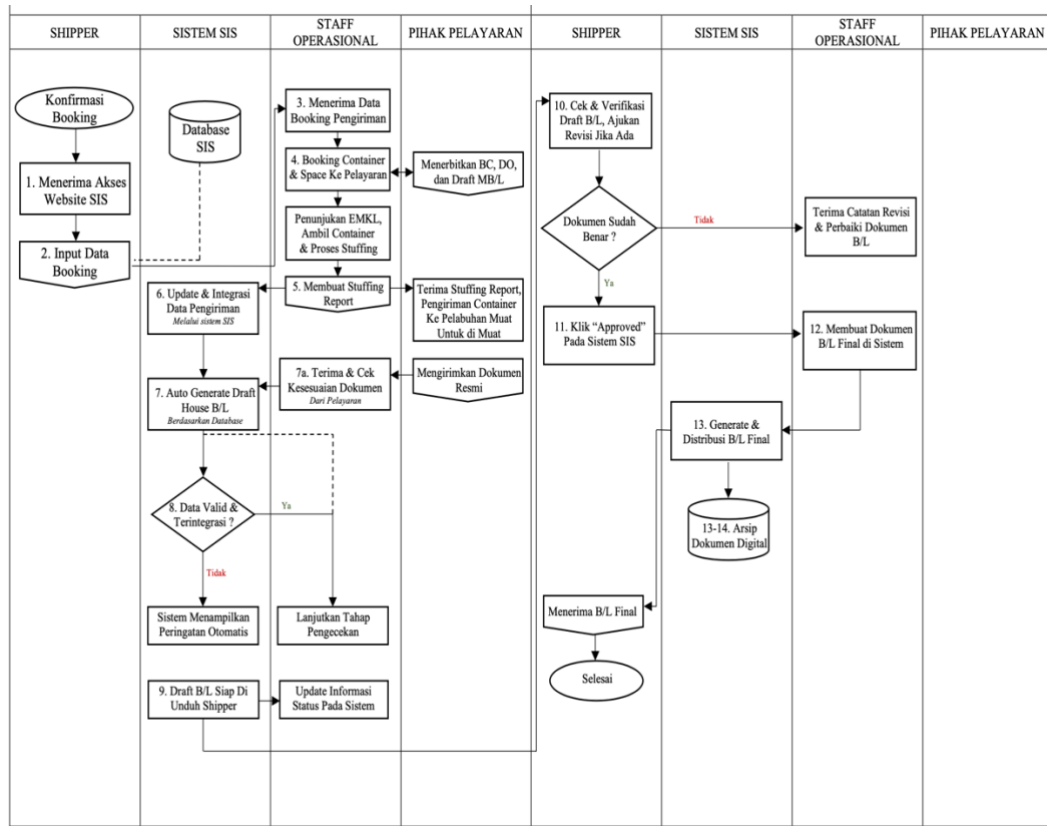 SHIPPER
SISTEM SIS
STAFF
OPERASIONAL
PIHAK PELAYARAN
SHIPPER
SISTEM SIS
STAFF
OPERASIONAL
PIHAK PELAYARAN
Konfirmasi
Booking
1. Menerima Akses
Website SIS
2. Input Data
Booking
Database
SIS
3. Menerima Data
Booking Pengiriman
4. Booking Container
& Space Ke Pelayaran
Menerbitkan BC, DO,
dan Draft MB/L
Penunjukan EMKL,
Ambil Container
& Proses Stuffing
5. Membuat Stuffing
Report
Terima Stuffing Report,
Pengiriman Container
Ke Pelabuhan Muat
Untuk di Muat
6. Update & Integrasi
Data Pengiriman
Melalui sistem SIS
7a. Terima & Cek
Kesesuaian Dokumen
Dari Pelayaran
Mengirimkan Dokumen
Resmi
7. Auto Generate Draft
House B/L
Berdasarkan Database
8. Data Valid &
Terintegrasi ?
Ya
Tidak
Sistem Menampilkan
Peringatan Otomatis
Lanjutkan Tahap
Pengecekan
9. Draft B/L Siap Di
Unduh Shipper
Update Informasi
Status Pada Sistem
10. Cek & Verifikasi
Draft B/L, Ajukan
Revisi Jika Ada
Dokumen Sudah
Benar ?
Tidak
Terima Catatan Revisi
& Perbaiki Dokumen
B/L
Ya
11. Klik “Approved”
Pada Sistem SIS
12. Membuat Dokumen
B/L Final di Sistem
13. Generate &
Distribusi B/L Final
13-14. Arsip
Dokumen Digital
Menerima B/L Final
Selesai